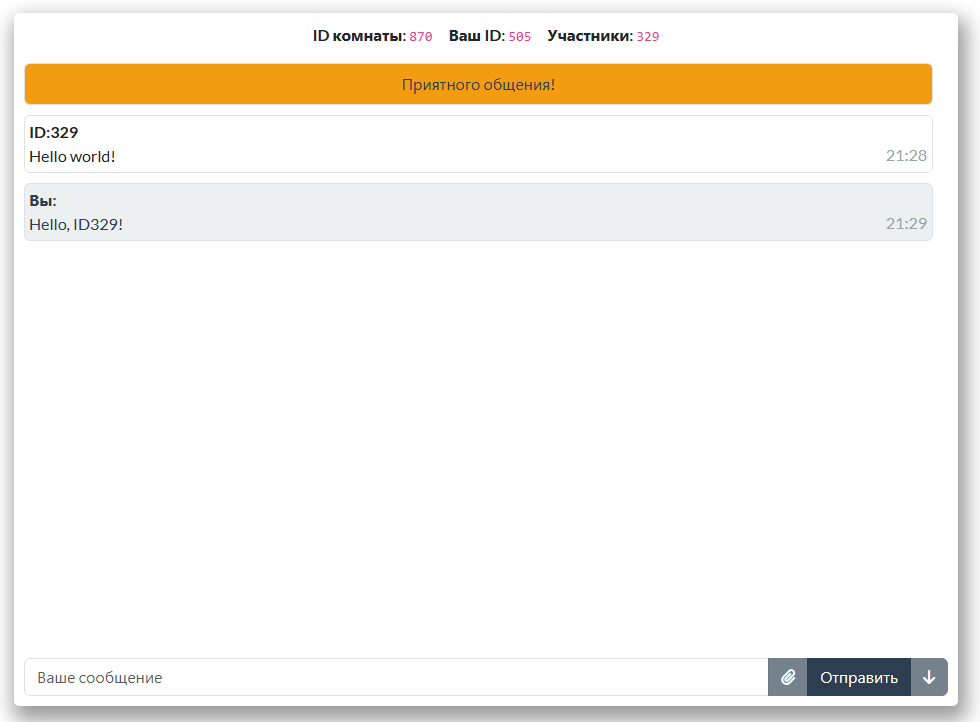 ID комнаты: 870 Ваш ID: 505 Участники: 329
Приятного общения!
ID:329
Hello world! 21:28
Вы:
Hello, ID329! 21:29
Ваше сообщение Отправить